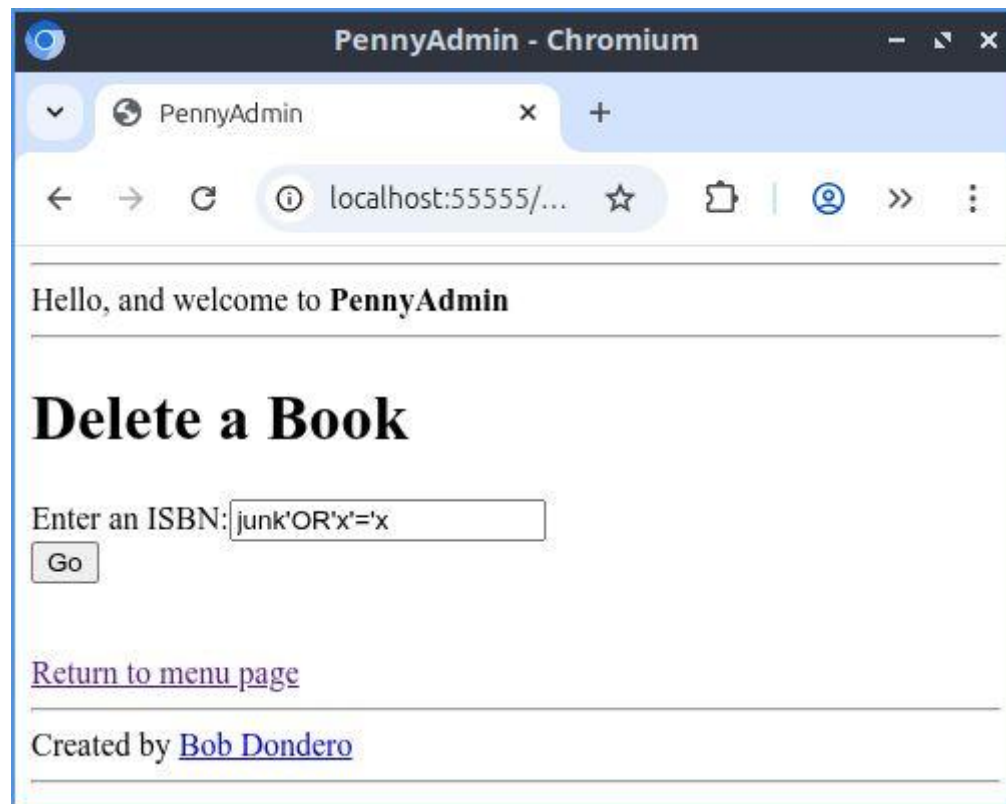 PennyAdmin - Chromium
PennyAdmin
localhost:55555/...
Hello, and welcome to PennyAdmin
Delete a Book
Enter an ISBN: junk'OR'x'='x
Go
Return to menu page
Created by Bob Dondero